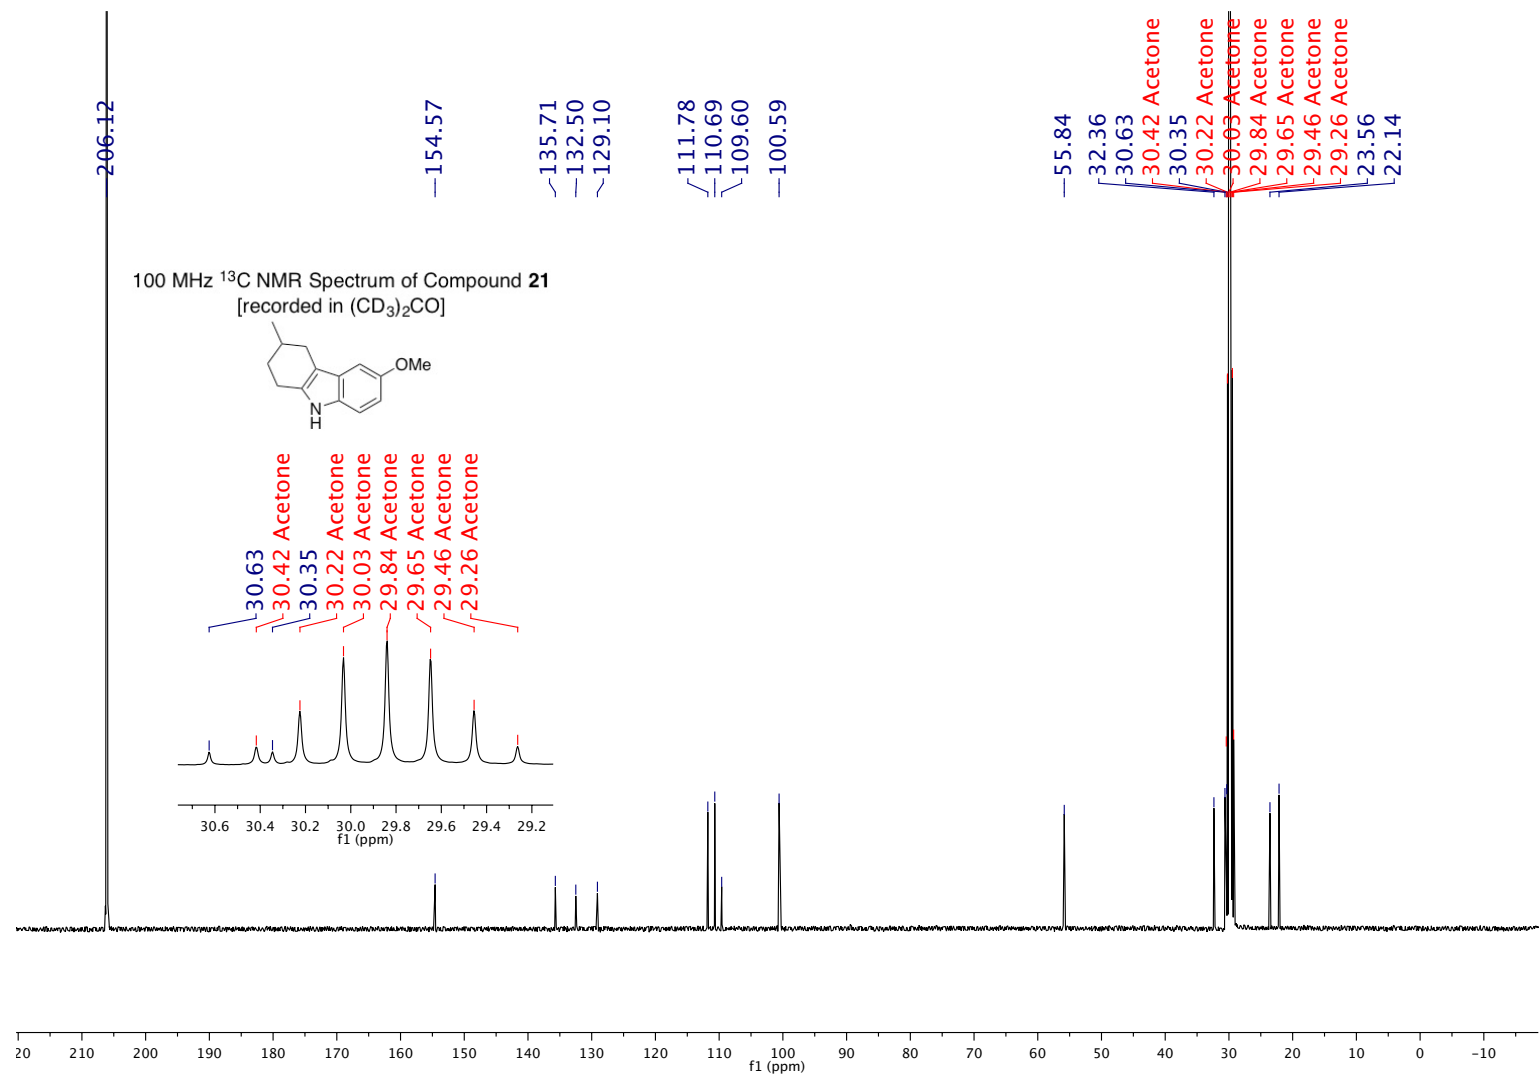 206.12
154.57
135.71
132.50
129.10
111.78
110.69
109.60
100.59
55.84
32.36
30.63
30.42 Acetone
30.35
30.22 Acetone
30.03 Acetone
29.84 Acetone
29.65 Acetone
29.46 Acetone
29.26 Acetone
23.56
22.14
100 MHz ¹³C NMR Spectrum of Compound 21
[recorded in (CD₃)₂CO]
OMe
N
H
30.63
30.42 Acetone
30.35
30.22 Acetone
30.03 Acetone
29.84 Acetone
29.65 Acetone
29.46 Acetone
29.26 Acetone
30.6 30.4 30.2 30.0 29.8 29.6 29.4 29.2
f1 (ppm)
20 210 200 190 180 170 160 150 140 130 120 110 100 90 80 70 60 50 40 30 20 10 0 -10
f1 (ppm)